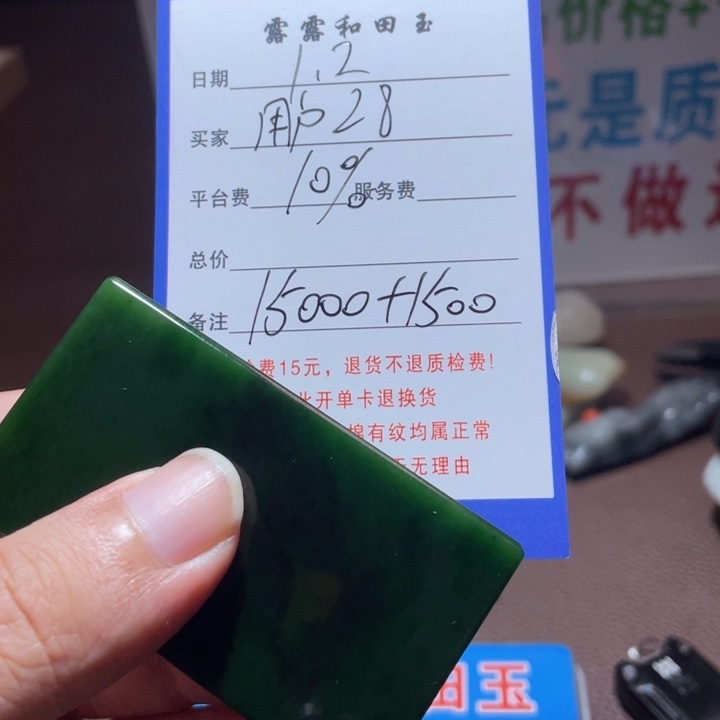 露露和田玉
日期 1.2
买家 用户28
平台费 10% 服务费
总价
备注 15000+1500
费15元，退货不退质检费！
开单卡退换货
棉有纹均属正常
无理由
价格+
元是质
不做
田玉